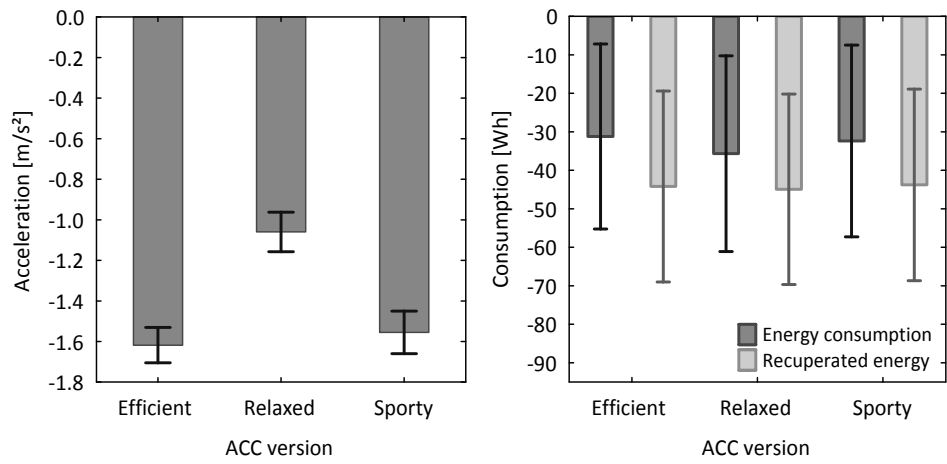 Acceleration [m/s²]
0.0
-0.2
-0.4
-0.6
-0.8
-1.0
-1.2
-1.4
-1.6
-1.8
Efficient Relaxed Sporty
ACC version
Consumption [Wh]
0
-10
-20
-30
-40
-50
-60
-70
-80
-90
Energy consumption
Recuperated energy
Efficient Relaxed Sporty
ACC version